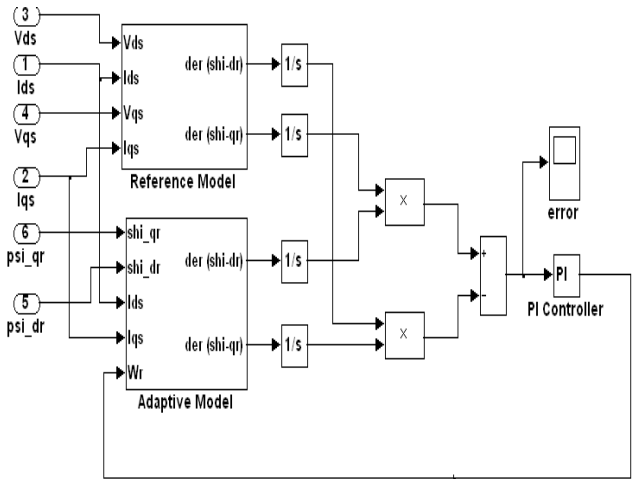 3
Vds
1
Ids
4
Vqs
2
Iqs
6
psi_qr
5
psi_dr
Vds
Ids
Vqs
Iqs
der (shi-dr)
der (shi-qr)
Reference Model
1/s
1/s
shi_qr
shi_dr
Ids
Iqs
Wr
der (shi-dr)
der (shi-qr)
Adaptive Model
1/s
1/s
×
×
+
−
error
PI
PI Controller